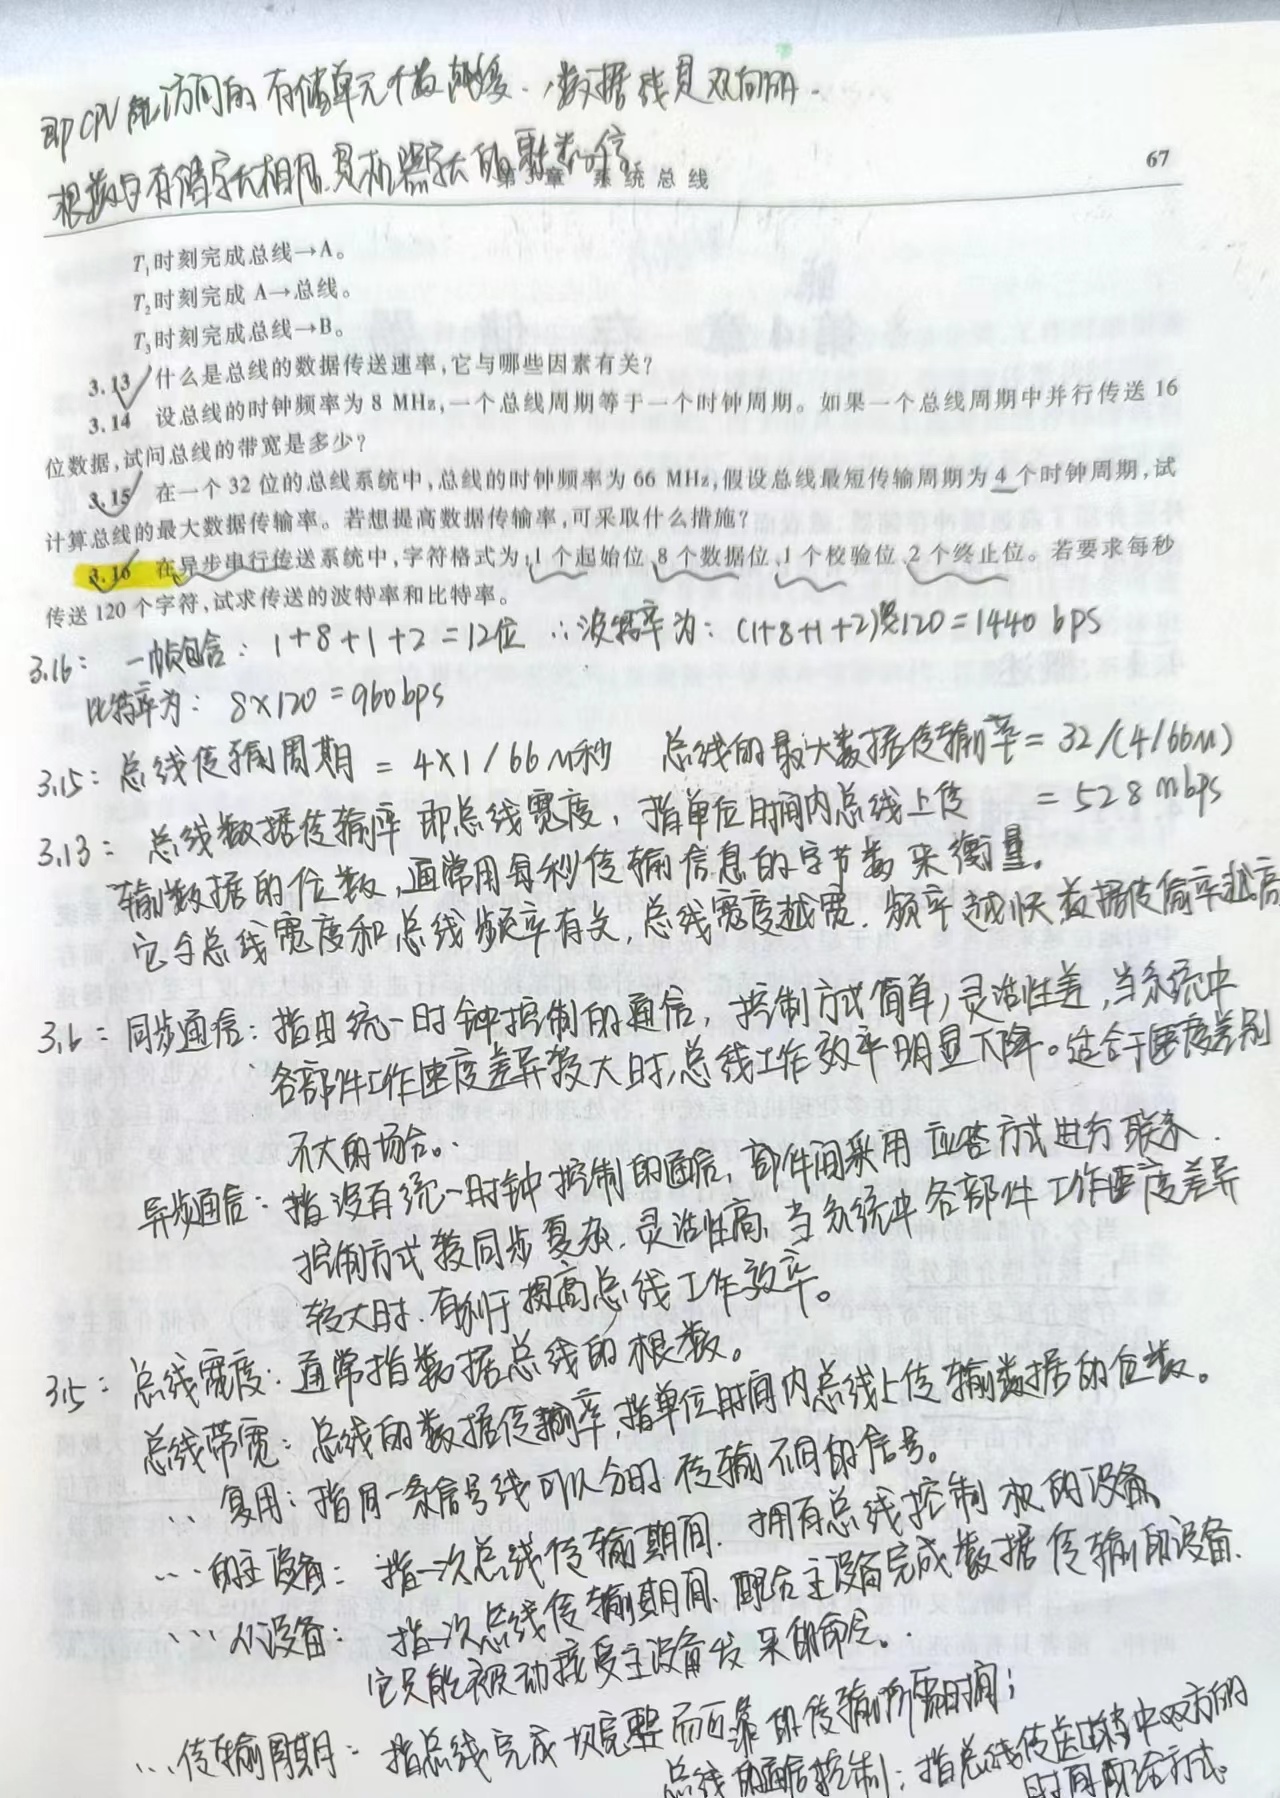 即CPU能访问的存储单元个数 ，数据线是双向的.
根数与存储字长相同.是机器字长的
67
第3章 系统总线
T₁时刻完成总线→A。
T₂时刻完成 A→总线。
T₃时刻完成总线→B。
3.13 什么是总线的数据传送速率,它与哪些因素有关?
3.14 设总线的时钟频率为 8 MHz,一个总线周期等于一个时钟周期。如果一个总线周期中并行传送 16
位数据,试问总线的带宽是多少?
3.15 在一个 32 位的总线系统中,总线的时钟频率为 66 MHz,假设总线最短传输周期为 4 个时钟周期,试
计算总线的最大数据传输率。若想提高数据传输率,可采取什么措施?
3.16 在异步串行传送系统中,字符格式为:1 个起始位、8 个数据位、1 个校验位、2 个终止位。若要求每秒
传送 120 个字符,试求传送的波特率和比特率。
3.16: 一帧包含: 1+8+1+2=12位 ∴波特率为: (1+8+1+2)×120=1440 bps
比特率为: 8×120=960bps
3.15: 总线传输周期 = 4×1/66M秒 总线的最大数据传输率=32/(4/66M)
=528 mbps
3.13: 总线数据传输率 即总线宽度, 指单位时间内总线上传
输数据的位数,通常用每秒传输信息的字节数来衡量。
它与总线宽度和总线频率有关,总线宽度越宽.频率越快数据传输率越高
3.6: 同步通信: 指由统一时钟控制的通信, 控制方式简单,灵活性差,当系统中
各部件工作速度差异较大时,总线工作效率明显下降。适合于速度差别
不大的场合.
异步通信: 指没有统一时钟控制的通信,部件间采用应答方式进行联系.
控制方式较同步复杂.灵活性高,当系统中各部件工作速度差异
较大时.有利于提高总线工作效率。
3.5: 总线宽度: 通常指数据总线的根数。
总线带宽: 总线的数据传输率,指单位时间内总线上传输数据的位数。
... 复用: 指同一条信号线可以分时传输不同的信号。
... 的主设备: 指一次总线传输期间.拥有总线控制权的设备
... 从设备: 指一次总线传输期间.配合主设备完成数据传输的设备.
它只能被动接受主设备发来的命令。
... 传输周期: 指总线完成一次完整而可靠的传输所需时间;
总线的通信控制: 指总线传送过程中双方的
时间配合方式。